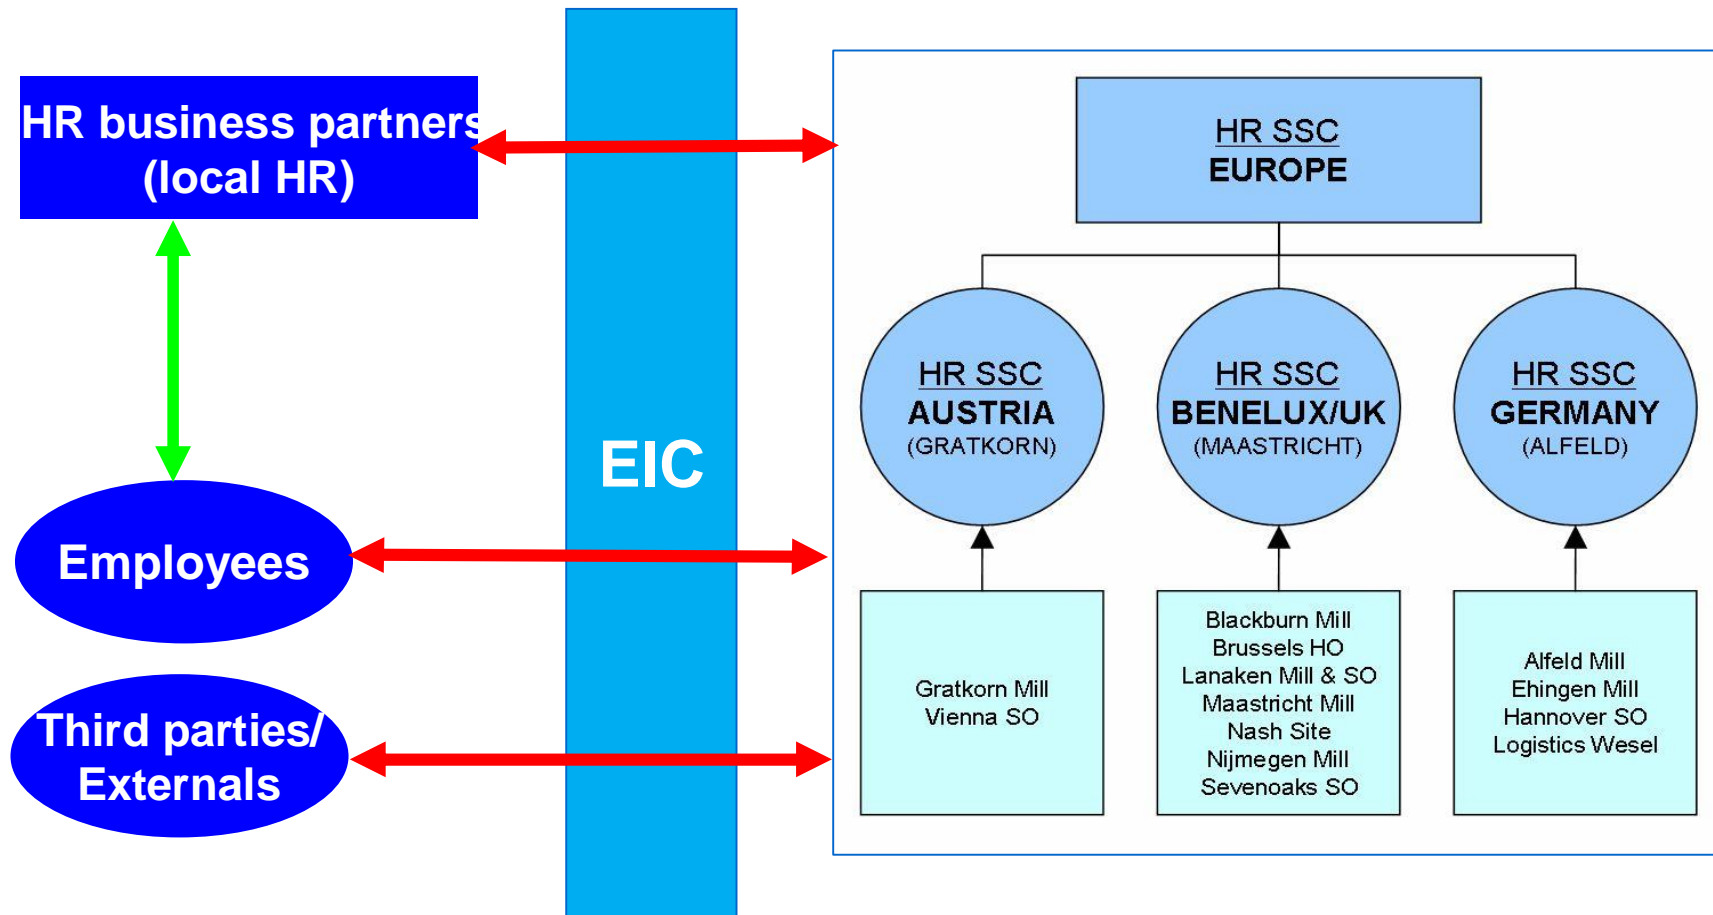 HR business partners
(local HR)
Employees
Third parties/
Externals
EIC
HR SSC
EUROPE
HR SSC
AUSTRIA
(GRATKORN)
HR SSC
BENELUX/UK
(MAASTRICHT)
HR SSC
GERMANY
(ALFELD)
Gratkorn Mill
Vienna SO
Blackburn Mill
Brussels HO
Lanaken Mill & SO
Maastricht Mill
Nash Site
Nijmegen Mill
Sevenoaks SO
Alfeld Mill
Ehingen Mill
Hannover SO
Logistics Wesel